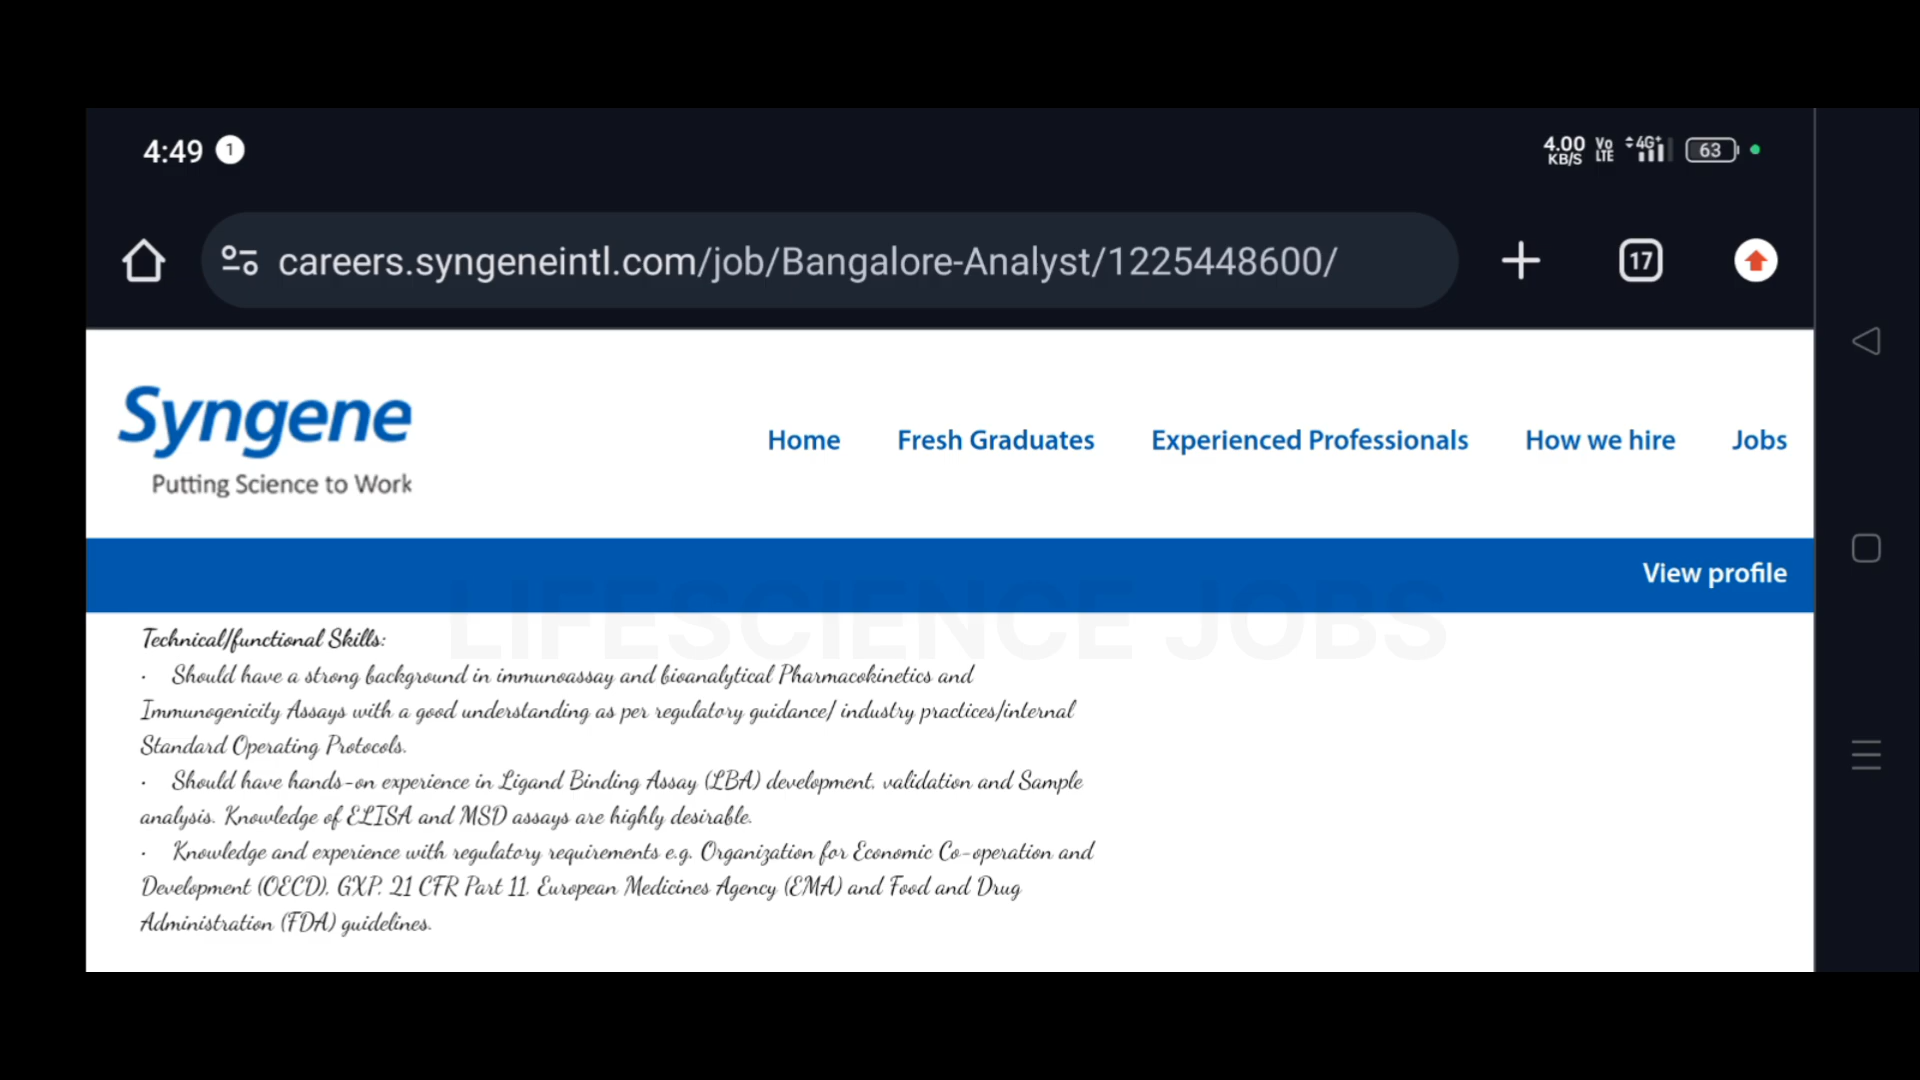 4:49 1
4.00 KB/S Vo LTE 4G+ 63
careers.syngeneintl.com/job/Bangalore-Analyst/1225448600/
17
Syngene
Putting Science to Work
Home Fresh Graduates Experienced Professionals How we hire Jobs
View profile
LIFESCIENCE JOBS
Technical/functional Skills:
· Should have a strong background in immunoassay and bioanalytical Pharmacokinetics and
Immunogenicity Assays with a good understanding as per regulatory guidance/ industry practices/internal
Standard Operating Protocols.
· Should have hands-on experience in Ligand Binding Assay (LBA) development, validation and Sample
analysis. Knowledge of ELISA and MSD assays are highly desirable.
· Knowledge and experience with regulatory requirements e.g. Organization for Economic Co-operation and
Development (OECD), GXP, 21 CFR Part 11, European Medicines Agency (EMA) and Food and Drug
Administration (FDA) guidelines.